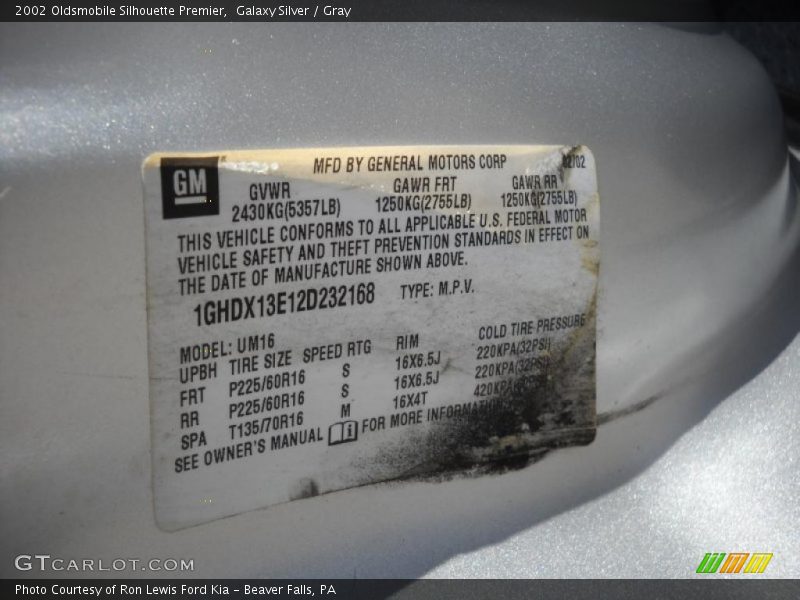 2002 Oldsmobile Silhouette Premier, Galaxy Silver / Gray
GM
MFD BY GENERAL MOTORS CORP 02/02
GVWR GAWR FRT GAWR RR
2430KG(5357LB) 1250KG(2755LB) 1250KG(2755LB)
THIS VEHICLE CONFORMS TO ALL APPLICABLE U.S. FEDERAL MOTOR
VEHICLE SAFETY AND THEFT PREVENTION STANDARDS IN EFFECT ON
THE DATE OF MANUFACTURE SHOWN ABOVE.
1GHDX13E12D232168 TYPE: M.P.V.
MODEL: UM16
UPBH TIRE SIZE SPEED RTG RIM COLD TIRE PRESSURE
FRT P225/60R16 S 16X6.5J 220KPA(32PSI)
RR P225/60R16 S 16X6.5J 220KPA(32PSI)
SPA T135/70R16 M 16X4T 420KPA(60PSI)
SEE OWNER'S MANUAL i FOR MORE INFORMATION
GTCARLOT.COM
Photo Courtesy of Ron Lewis Ford Kia - Beaver Falls, PA